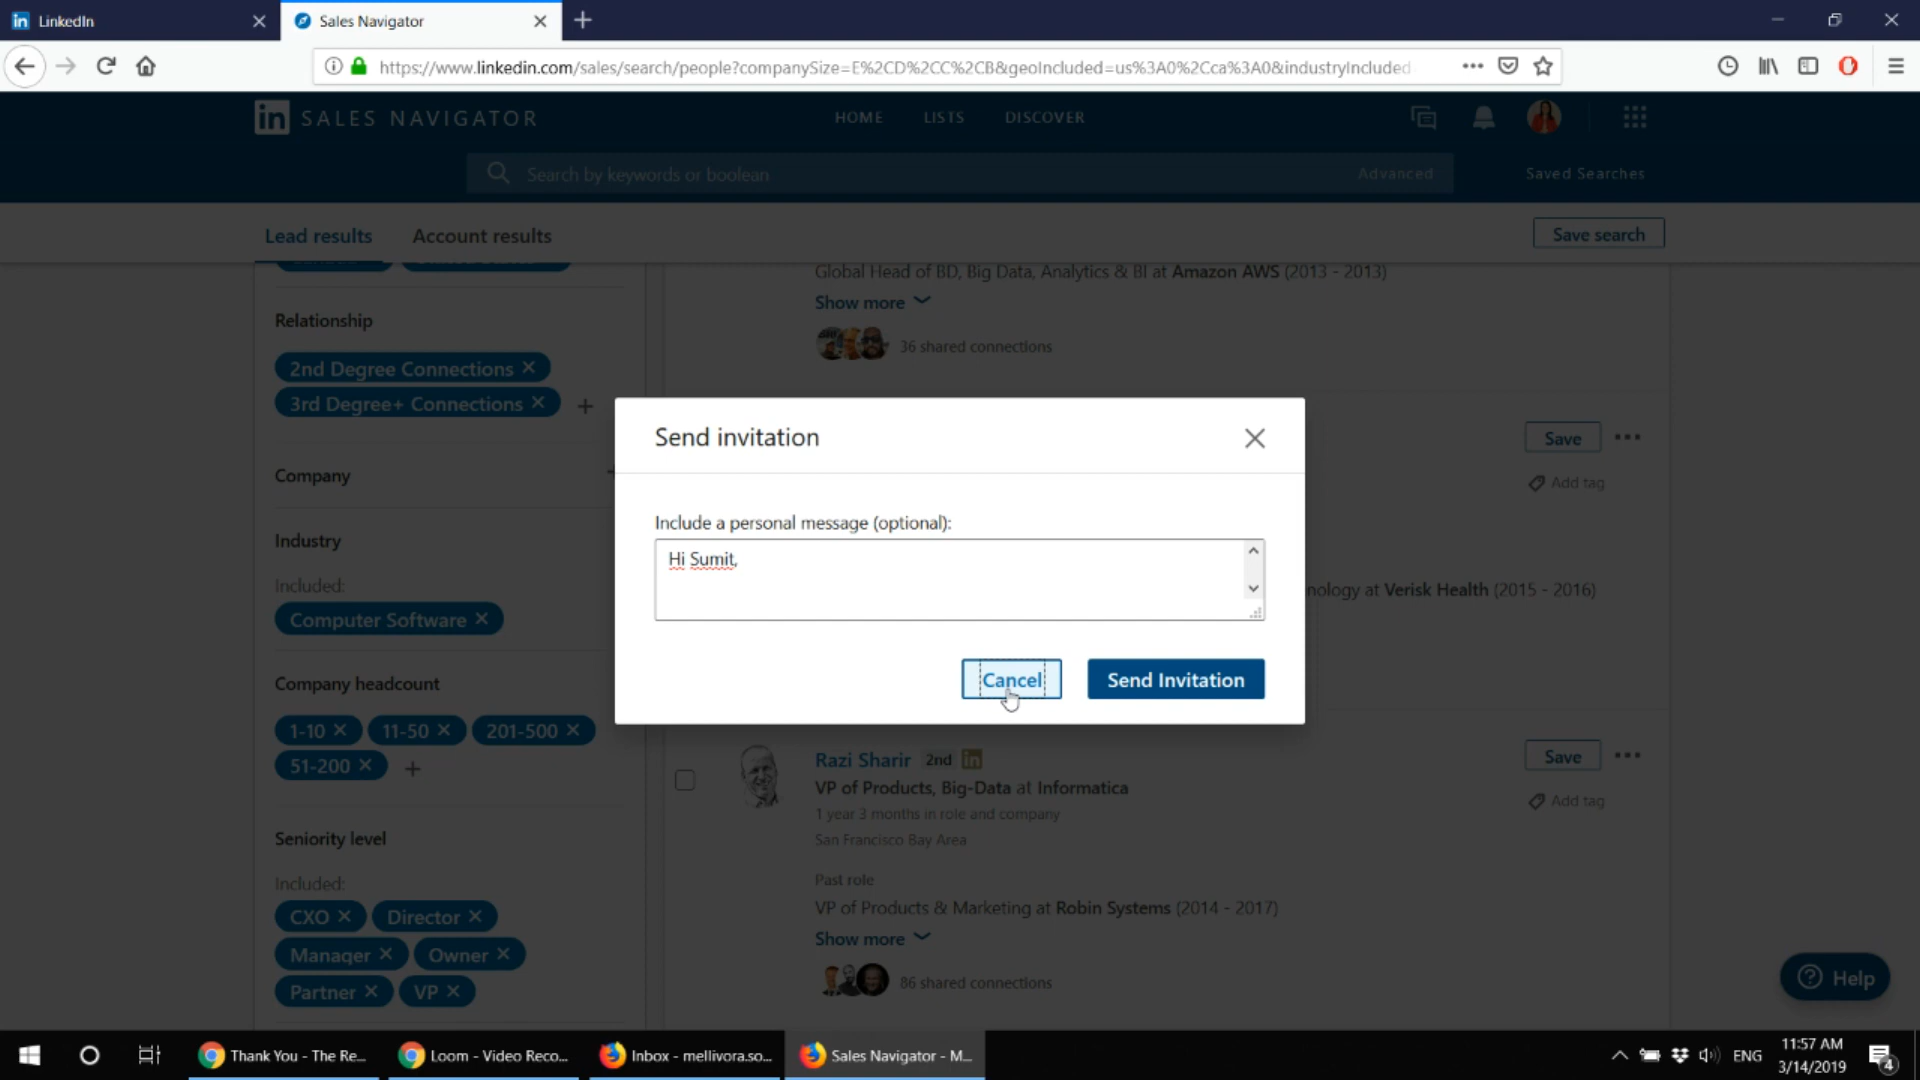 LinkedIn
Sales Navigator
https://www.linkedin.com/sales/search/people?companySize=E%2CD%2CC%2CB&geoIncluded=us%3A0%2Cca%3A0&industryIncluded
in SALES NAVIGATOR
HOME LISTS DISCOVER
Search by keywords or boolean
Advanced
Saved Searches
Lead results Account results
Save search
Relationship
2nd Degree Connections
3rd Degree+ Connections
Company
Industry
Included:
Computer Software
Company headcount
1-10 11-50 201-500
51-200
Seniority level
Included:
CXO Director
Manager Owner
Partner VP
Global Head of BD, Big Data, Analytics & BI at Amazon AWS (2013 - 2013)
Show more
36 shared connections
Save
Add tag
nology at Verisk Health (2015 - 2016)
Send invitation
Include a personal message (optional):
Hi Sumit,
Cancel Send Invitation
Razi Sharir 2nd in
VP of Products, Big-Data at Informatica
1 year 3 months in role and company
San Francisco Bay Area
Save
Add tag
Past role
VP of Products & Marketing at Robin Systems (2014 - 2017)
Show more
86 shared connections
Help
Thank You - The Re...
Loom - Video Reco...
Inbox - mellivora.so...
Sales Navigator - M...
ENG
11:57 AM
3/14/2019
4